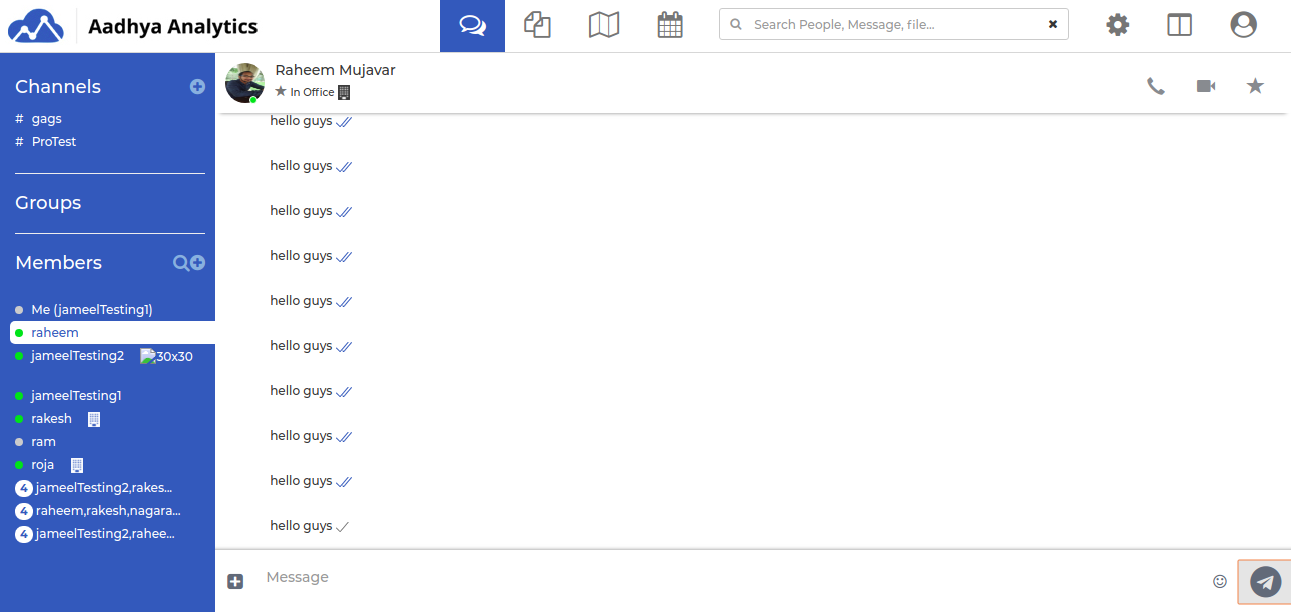 Aadhya Analytics
Search People, Message, file...
Channels
# gags
# ProTest
Groups
Members
Me (jameelTesting1)
raheem
jameelTesting2 30x30
jameelTesting1
rakesh
ram
roja
4 jameelTesting2,rakes...
4 raheem,rakesh,nagara...
4 jameelTesting2,rahee...
Raheem Mujavar
In Office
hello guys
hello guys
hello guys
hello guys
hello guys
hello guys
hello guys
hello guys
hello guys
hello guys
Message